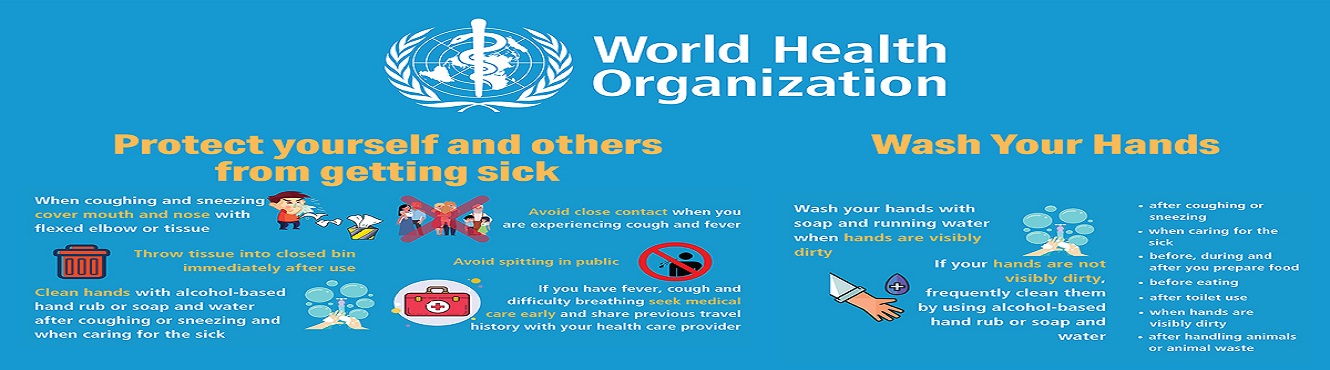 World Health
Organization
Protect yourself and others
from getting sick
When coughing and sneezing
cover mouth and nose with
flexed elbow or tissue
Throw tissue into closed bin
immediately after use
Clean hands with alcohol-based
hand rub or soap and water
after coughing or sneezing and
when caring for the sick
Avoid close contact when you
are experiencing cough and fever
Avoid spitting in public
If you have fever, cough and
difficulty breathing seek medical
care early and share previous travel
history with your health care provider
Wash Your Hands
Wash your hands with
soap and running water
when hands are visibly
dirty
If your hands are not
visibly dirty,
frequently clean them
by using alcohol-based
hand rub or soap and
water
• after coughing or
sneezing
• when caring for the
sick
• before, during and
after you prepare food
• before eating
• after toilet use
• when hands are
visibly dirty
• after handling animals
or animal waste